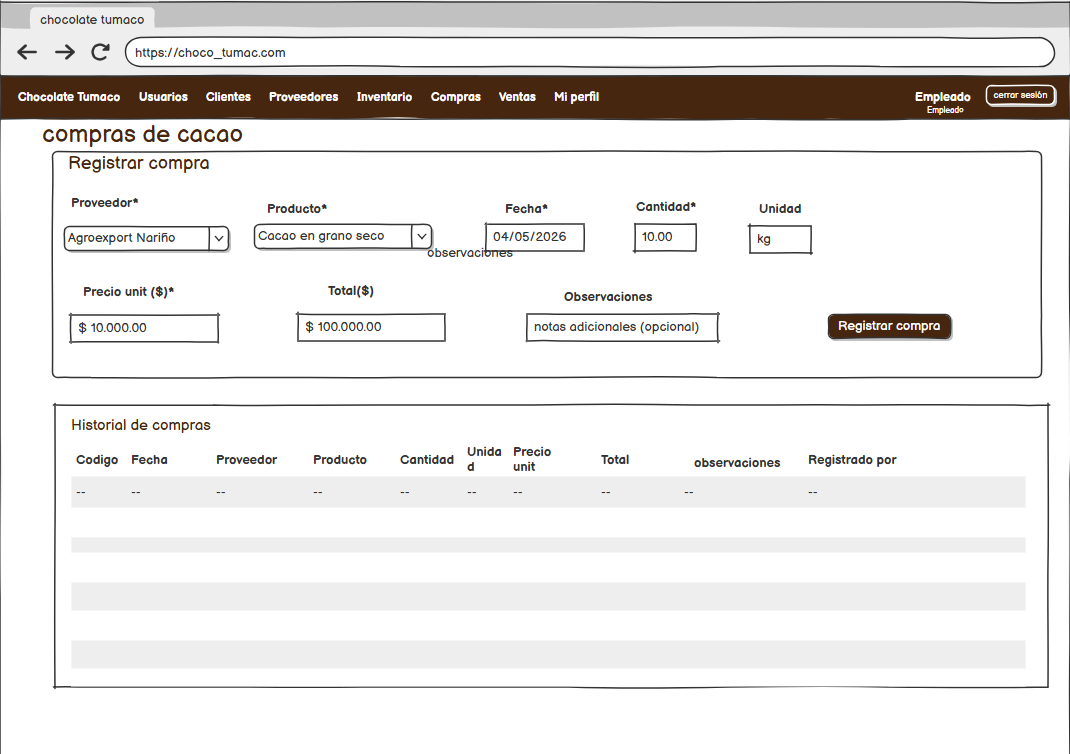 chocolate tumaco
https://choco_tumac.com
Chocolate Tumaco Usuarios Clientes Proveedores Inventario Compras Ventas Mi perfil Empleado cerrar sesión
Empleado
compras de cacao
Registrar compra
Proveedor* Producto* Fecha* Cantidad* Unidad
Agroexport Nariño Cacao en grano seco 04/05/2026 10.00 kg
observaciones
Precio unit ($)* Total($) Observaciones
$ 10.000.00 $ 100.000.00 notas adicionales (opcional) Registrar compra
Historial de compras
Codigo Fecha Proveedor Producto Cantidad Unida Precio Total observaciones Registrado por
d unit
-- -- -- -- -- -- -- -- -- --